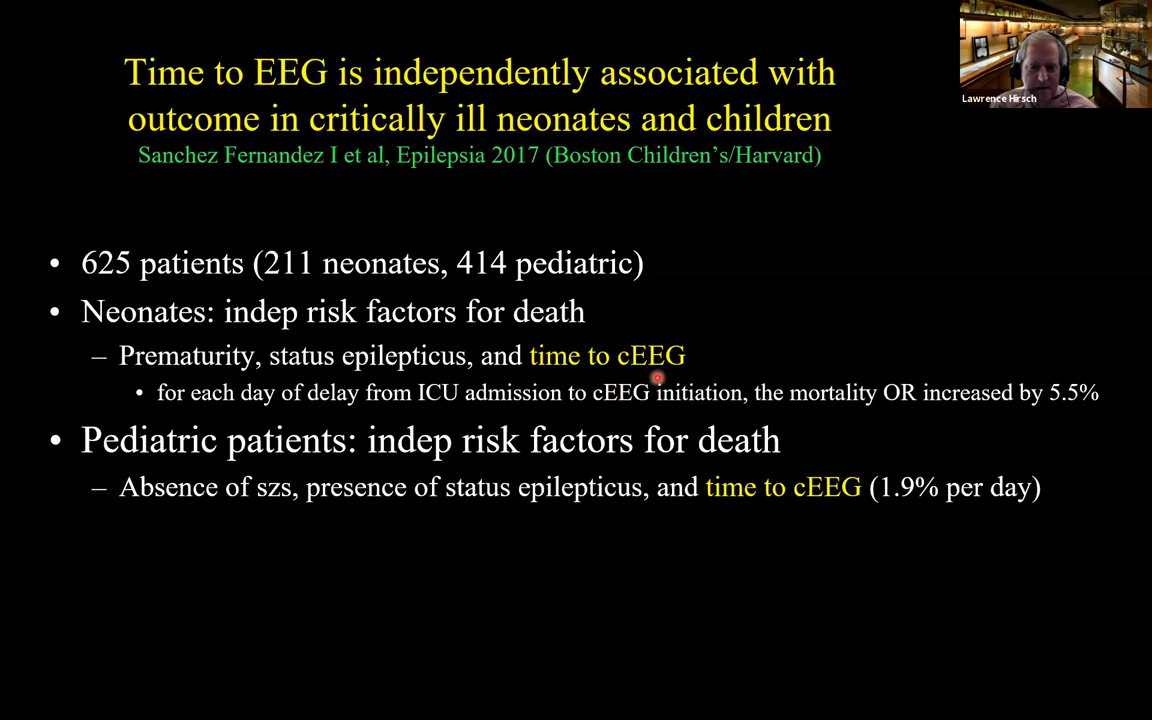 Time to EEG is independently associated with
outcome in critically ill neonates and children
Sanchez Fernandez I et al, Epilepsia 2017 (Boston Children's/Harvard)
Lawrence Hirsch
• 625 patients (211 neonates, 414 pediatric)
• Neonates: indep risk factors for death
– Prematurity, status epilepticus, and time to cEEG
• for each day of delay from ICU admission to cEEG initiation, the mortality OR increased by 5.5%
• Pediatric patients: indep risk factors for death
– Absence of szs, presence of status epilepticus, and time to cEEG (1.9% per day)